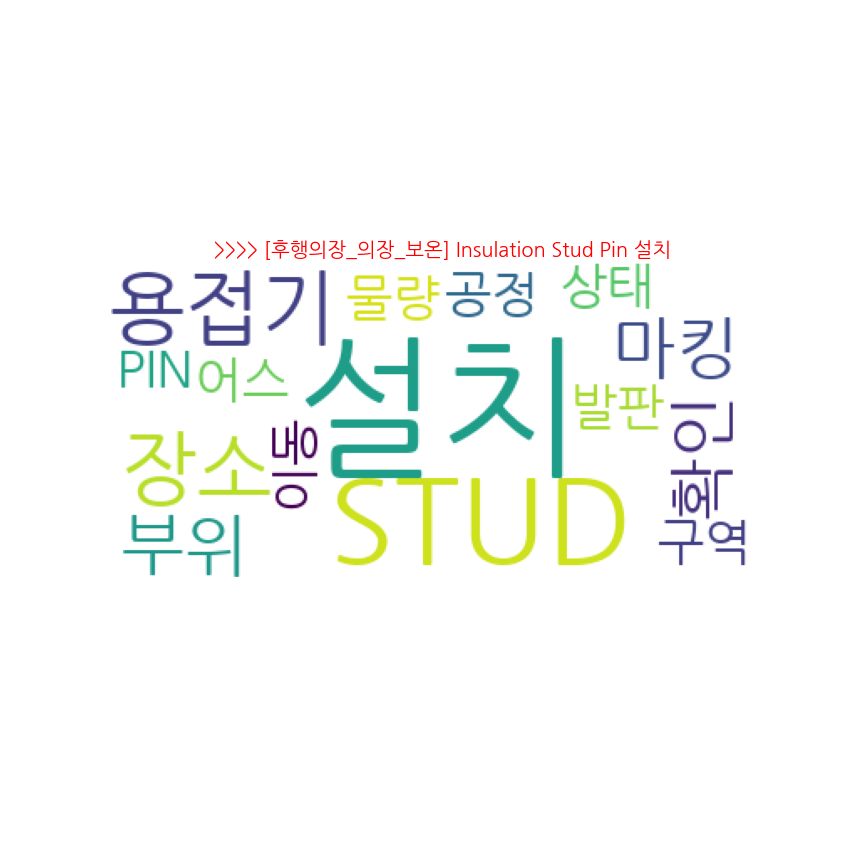 >>>> [후행의장_의장_보온] Insulation Stud Pin 설치
용접기
물량
공정
상태
마킹
PIN
어스
설치
발판
확인
장소
이동
STUD
부위
구역